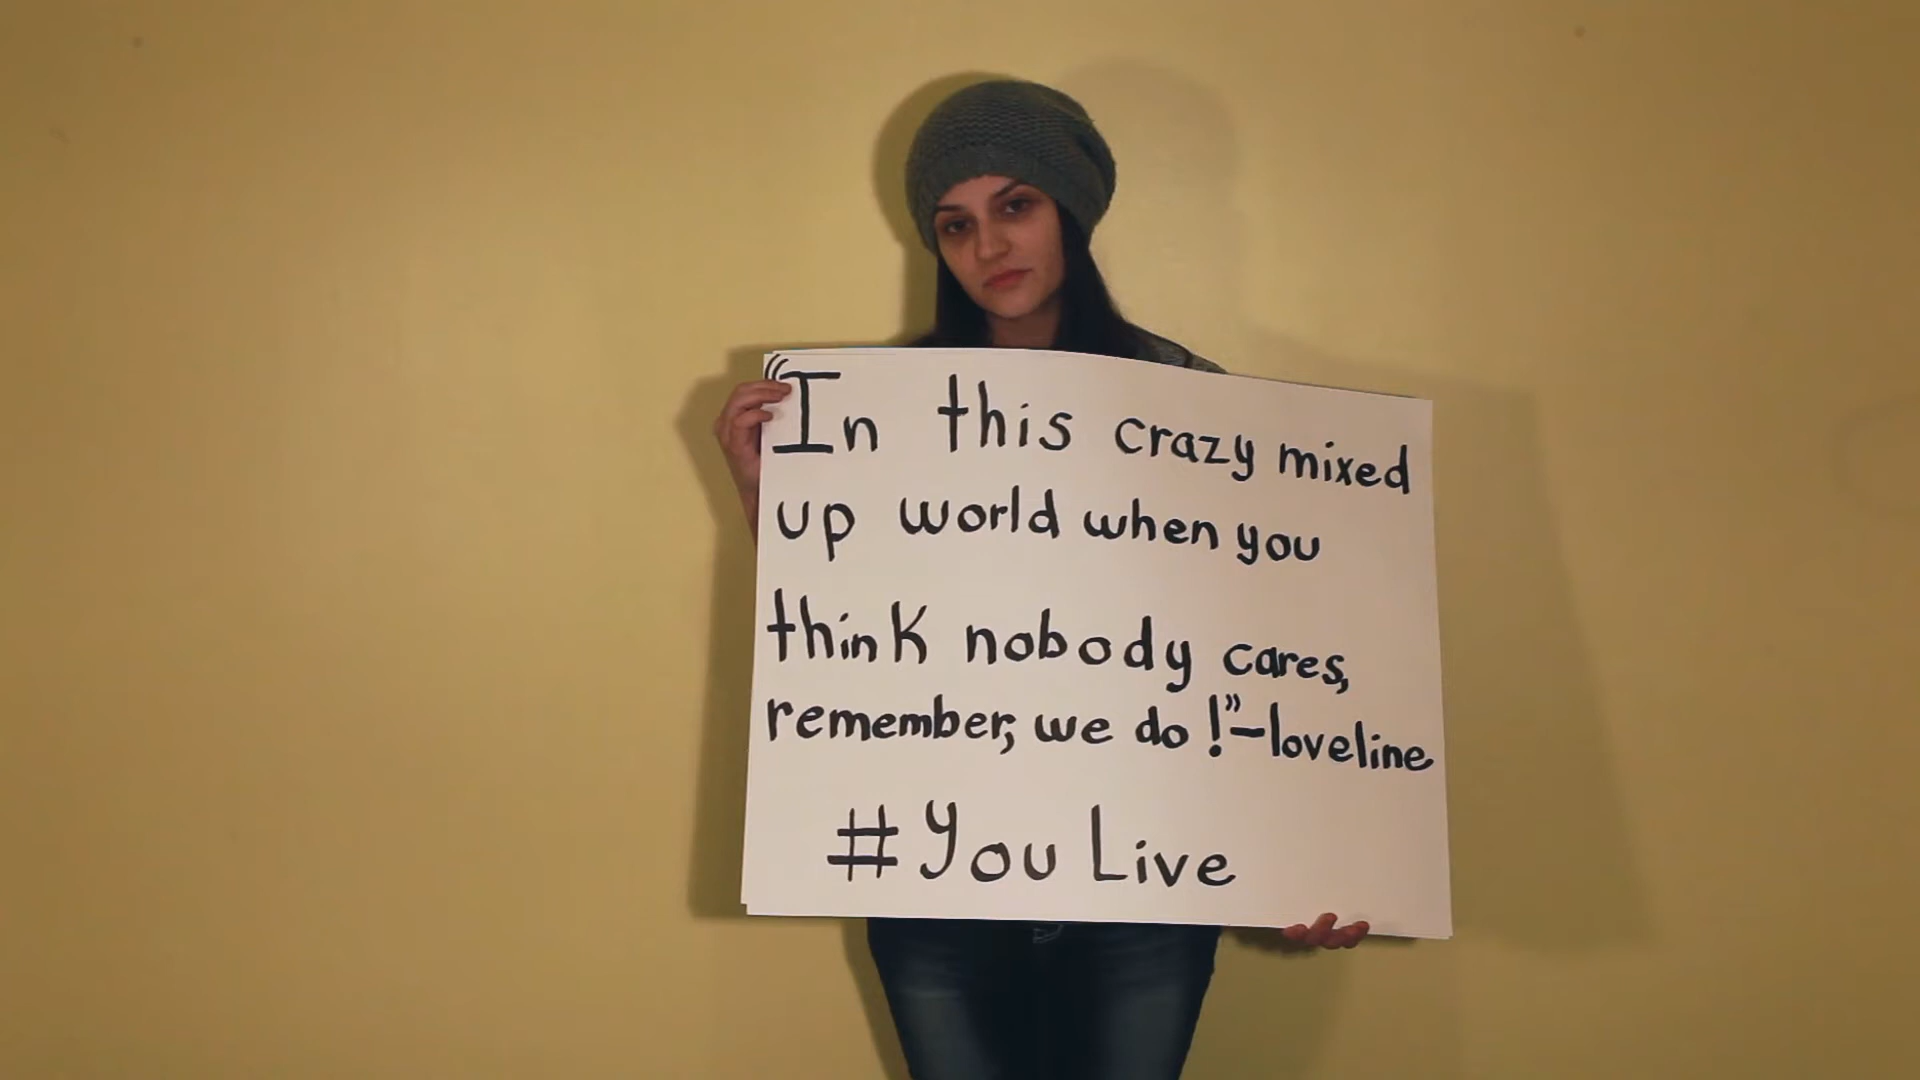 "In this crazy mixed
up world when you
think nobody cares,
remember, we do!"-loveline
#You Live